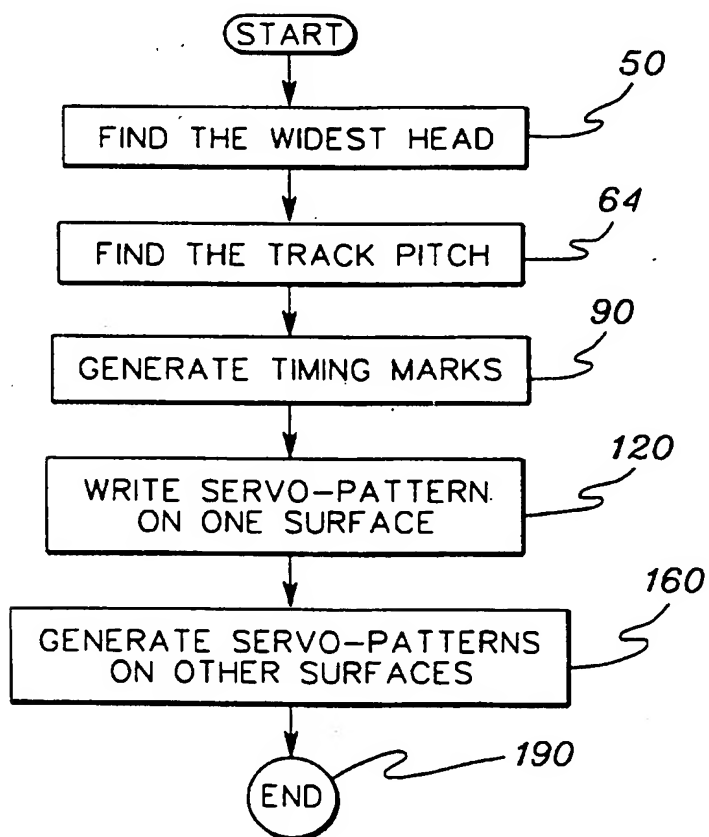 START
50
FIND THE WIDEST HEAD
64
FIND THE TRACK PITCH
90
GENERATE TIMING MARKS
120
WRITE SERVO-PATTERN
ON ONE SURFACE
160
GENERATE SERVO-PATTERNS
ON OTHER SURFACES
190
END